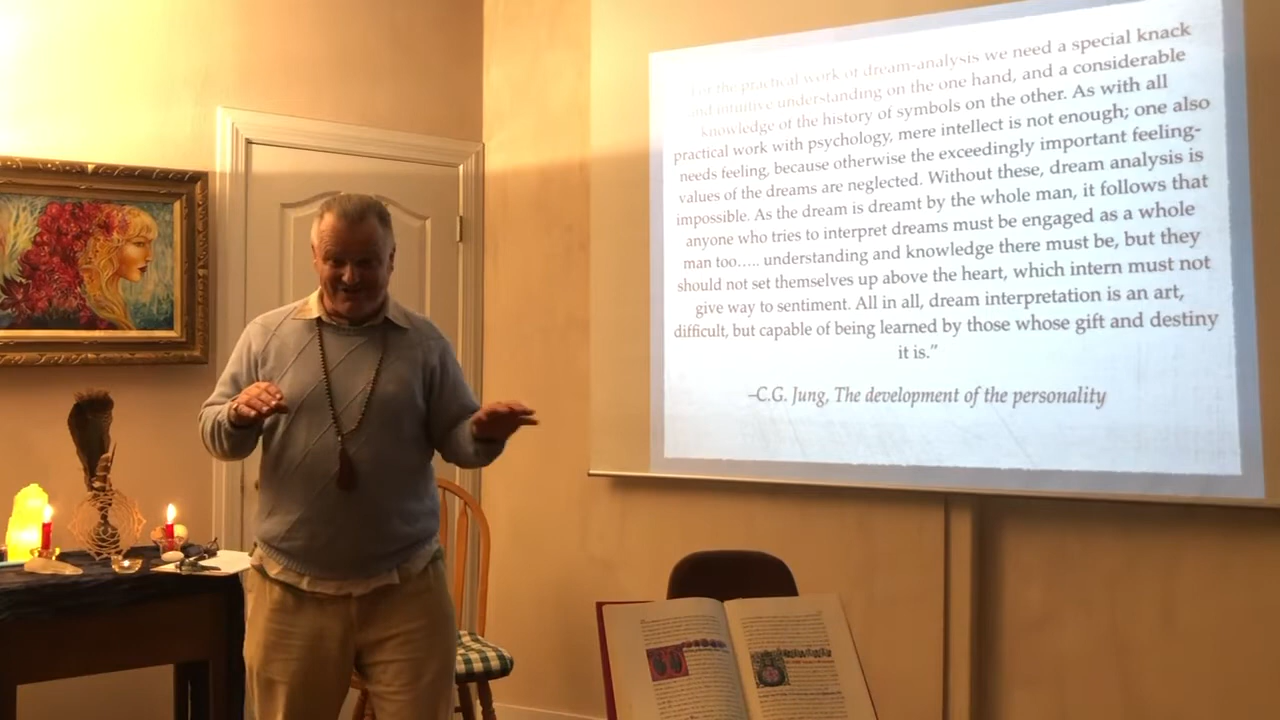 For the practical work of dream-analysis we need a special knack
and intuitive understanding on the one hand, and a considerable
knowledge of the history of symbols on the other. As with all
practical work with psychology, mere intellect is not enough; one also
needs feeling, because otherwise the exceedingly important feeling-
values of the dreams are neglected. Without these, dream analysis is
impossible. As the dream is dreamt by the whole man, it follows that
anyone who tries to interpret dreams must be engaged as a whole
man too..... understanding and knowledge there must be, but they
should not set themselves up above the heart, which intern must not
give way to sentiment. All in all, dream interpretation is an art,
difficult, but capable of being learned by those whose gift and destiny
it is.”
–C.G. Jung, The development of the personality